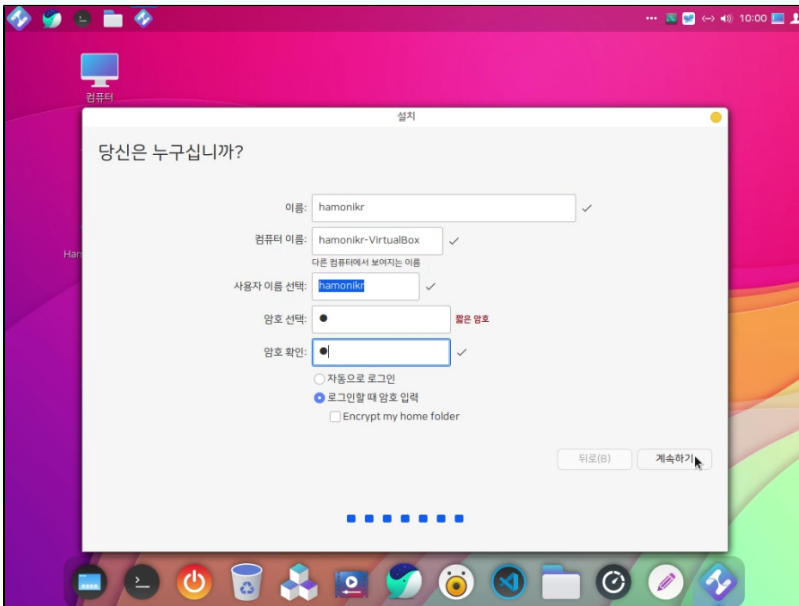 10:00
컴퓨터
설치
당신은 누구십니까?
이름: hamonikr
컴퓨터 이름: hamonikr-VirtualBox
다른 컴퓨터에서 보여지는 이름
Ham
사용자 이름 선택: hamonikr
암호 선택: 짧은 암호
암호 확인:
자동으로 로그인
로그인할 때 암호 입력
Encrypt my home folder
뒤로(B) 계속하기